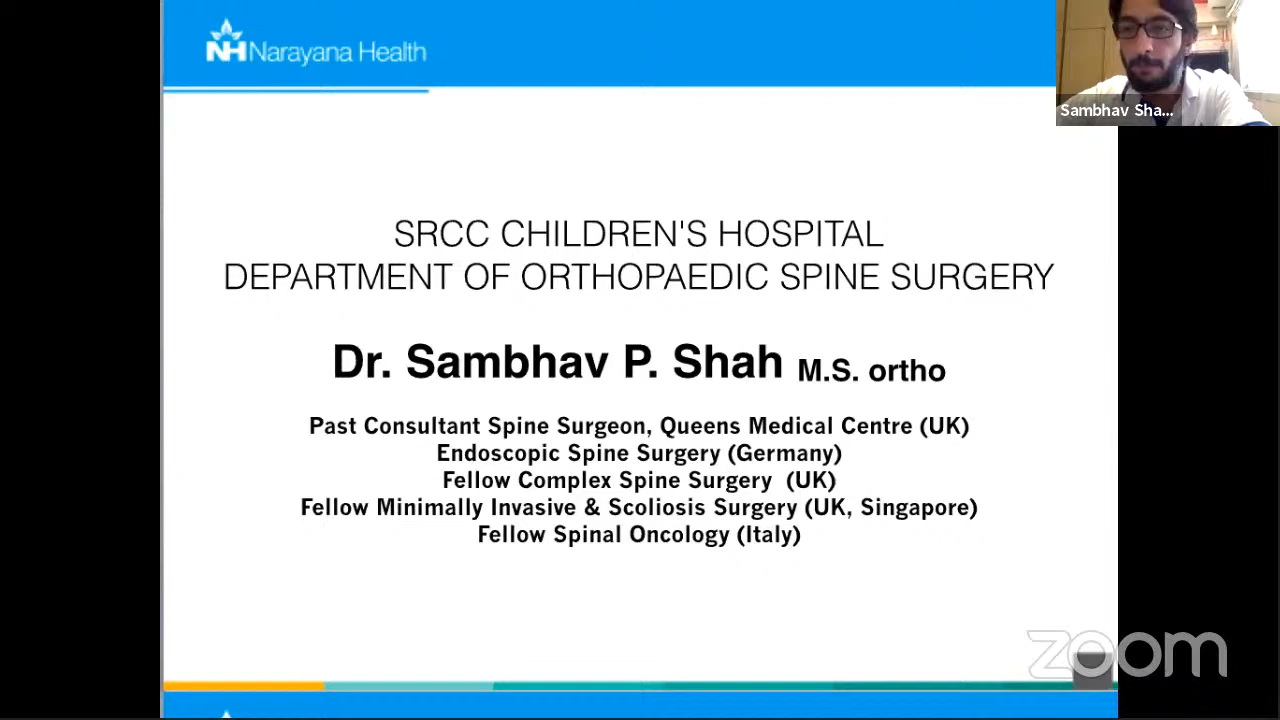 NH Narayana Health
Sambhav Sha...
SRCC CHILDREN'S HOSPITAL
DEPARTMENT OF ORTHOPAEDIC SPINE SURGERY
Dr. Sambhav P. Shah M.S. ortho
Past Consultant Spine Surgeon, Queens Medical Centre (UK)
Endoscopic Spine Surgery (Germany)
Fellow Complex Spine Surgery (UK)
Fellow Minimally Invasive & Scoliosis Surgery (UK, Singapore)
Fellow Spinal Oncology (Italy)
zoom